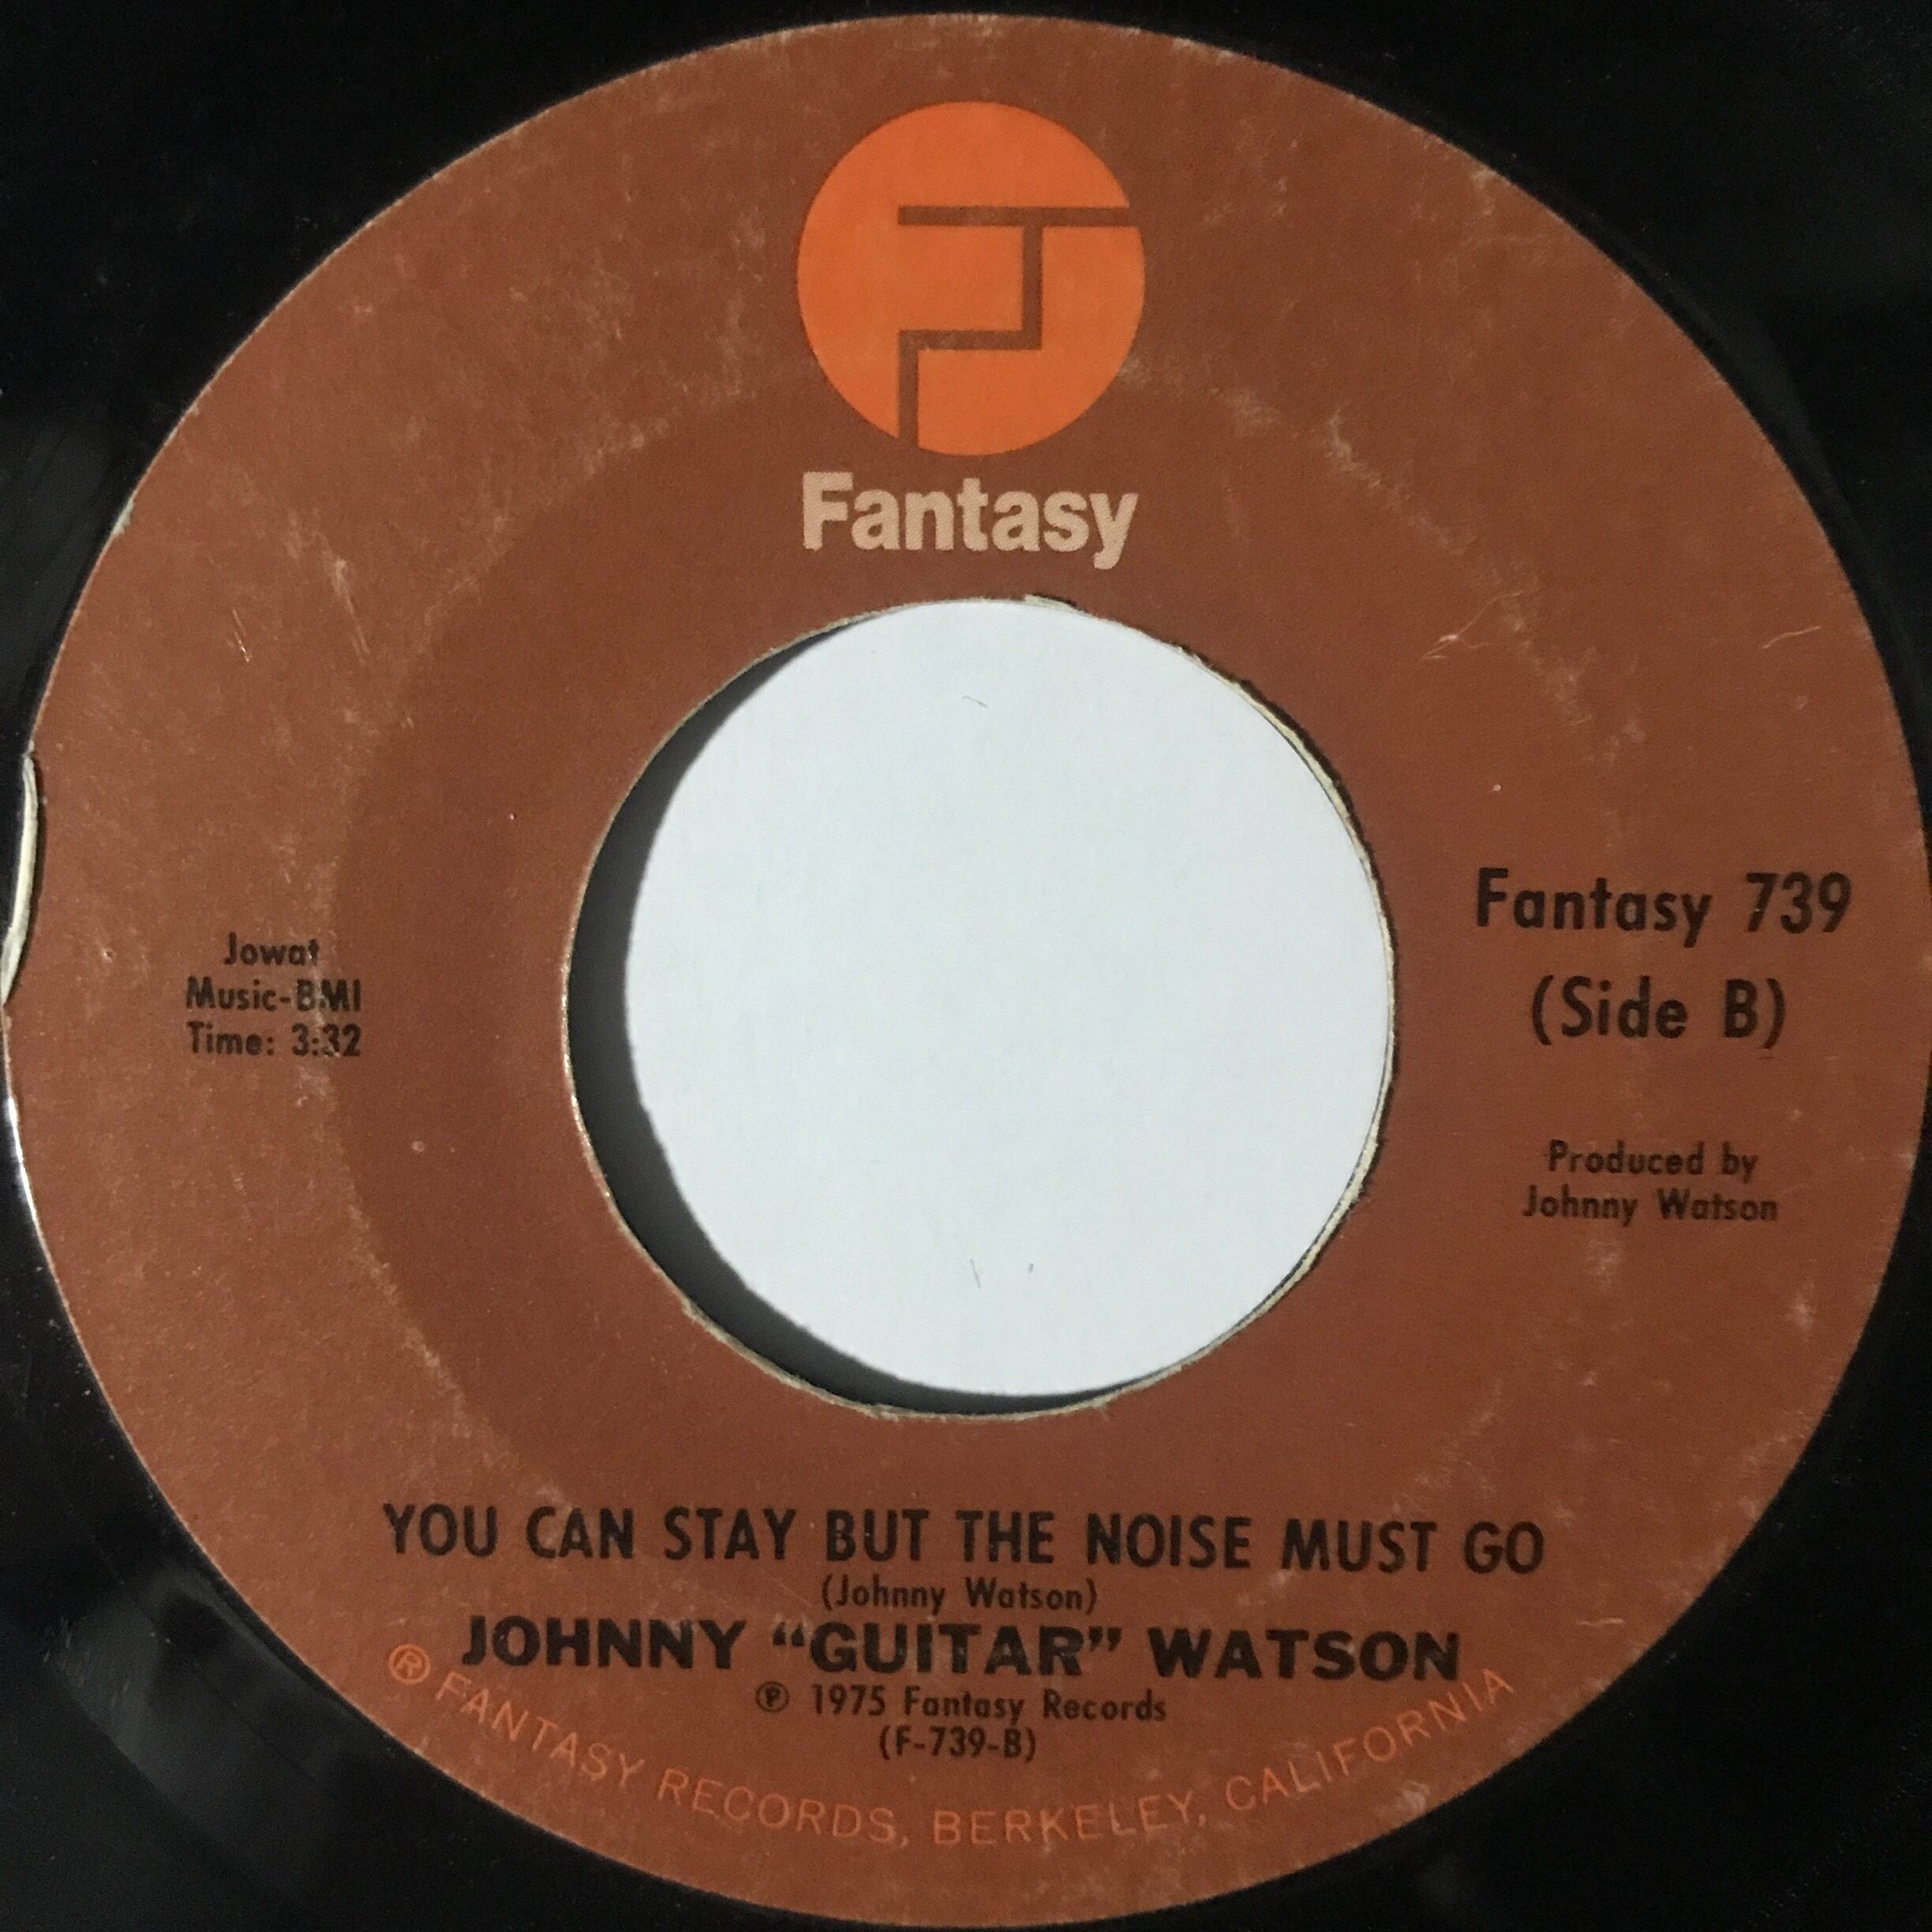 Fantasy
Fantasy 739
(Side B)
Jowat
Music-BMI
Time: 3:32
Produced by
Johnny Watson
YOU CAN STAY BUT THE NOISE MUST GO
(Johnny Watson)
JOHNNY “GUITAR” WATSON
℗ 1975 Fantasy Records
(F-739-B)
® FANTASY RECORDS, BERKELEY, CALIFORNIA